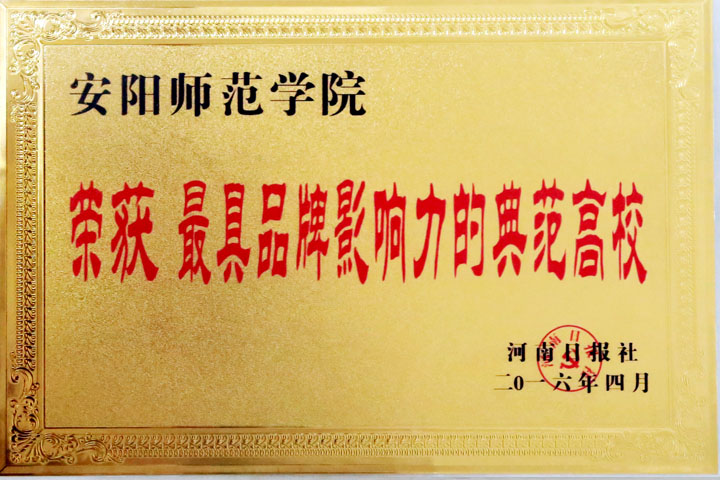 安阳师范学院
荣获 最具品牌影响力的典范高校
河南日报社
二0一六年四月